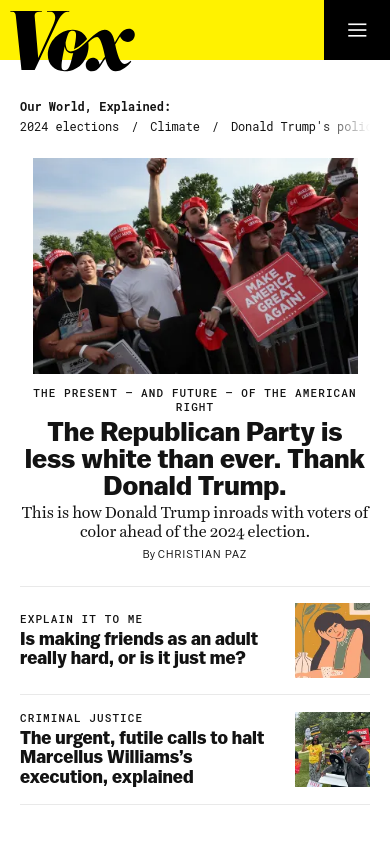 Vox
Our World, Explained:
2024 elections / Climate / Donald Trump's
MAKE
AMERICA
GREAT
AGAIN!
THE PRESENT — AND FUTURE — OF THE AMERICAN
RIGHT
The Republican Party is
less white than ever. Thank
Donald Trump.
This is how Donald Trump inroads with voters of
color ahead of the 2024 election.
By CHRISTIAN PAZ
EXPLAIN IT TO ME
Is making friends as an adult
really hard, or is it just me?
CRIMINAL JUSTICE
The urgent, futile calls to halt
Marcellus Williams’s
execution, explained